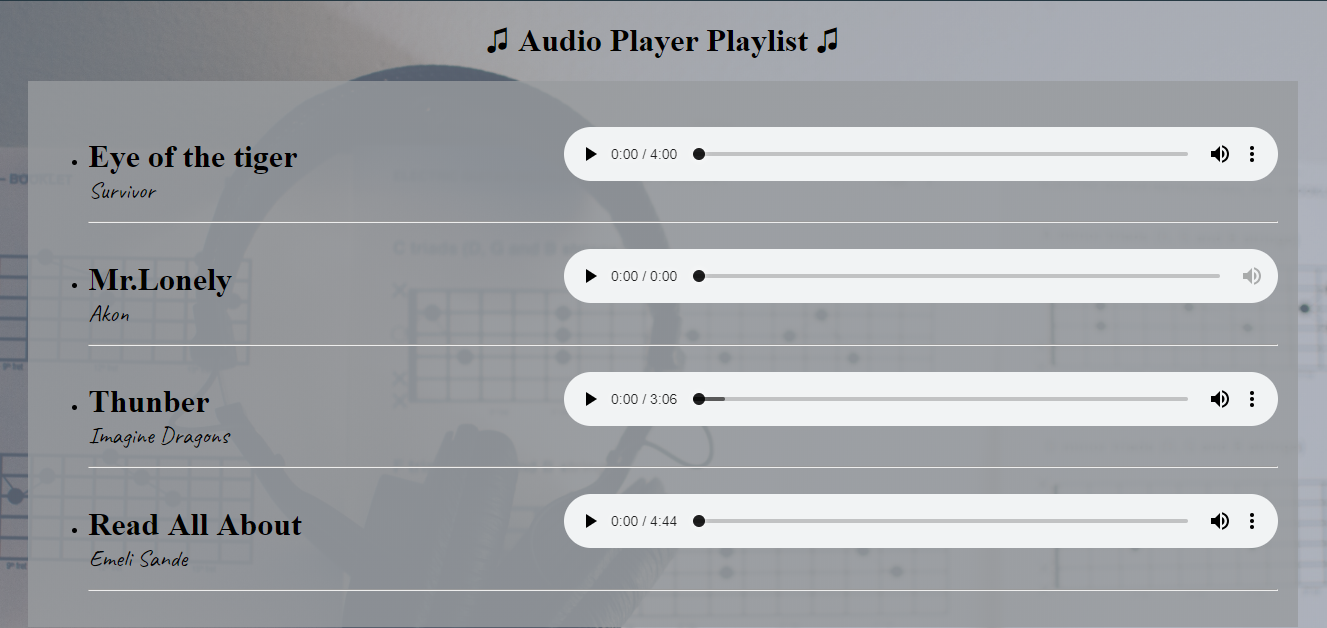 ♫ Audio Player Playlist ♫
Eye of the tiger
0:00 / 4:00
Survivor
Mr.Lonely
0:00 / 0:00
Akon
Thunber
0:00 / 3:06
Imagine Dragons
Read All About
0:00 / 4:44
Emeli Sande